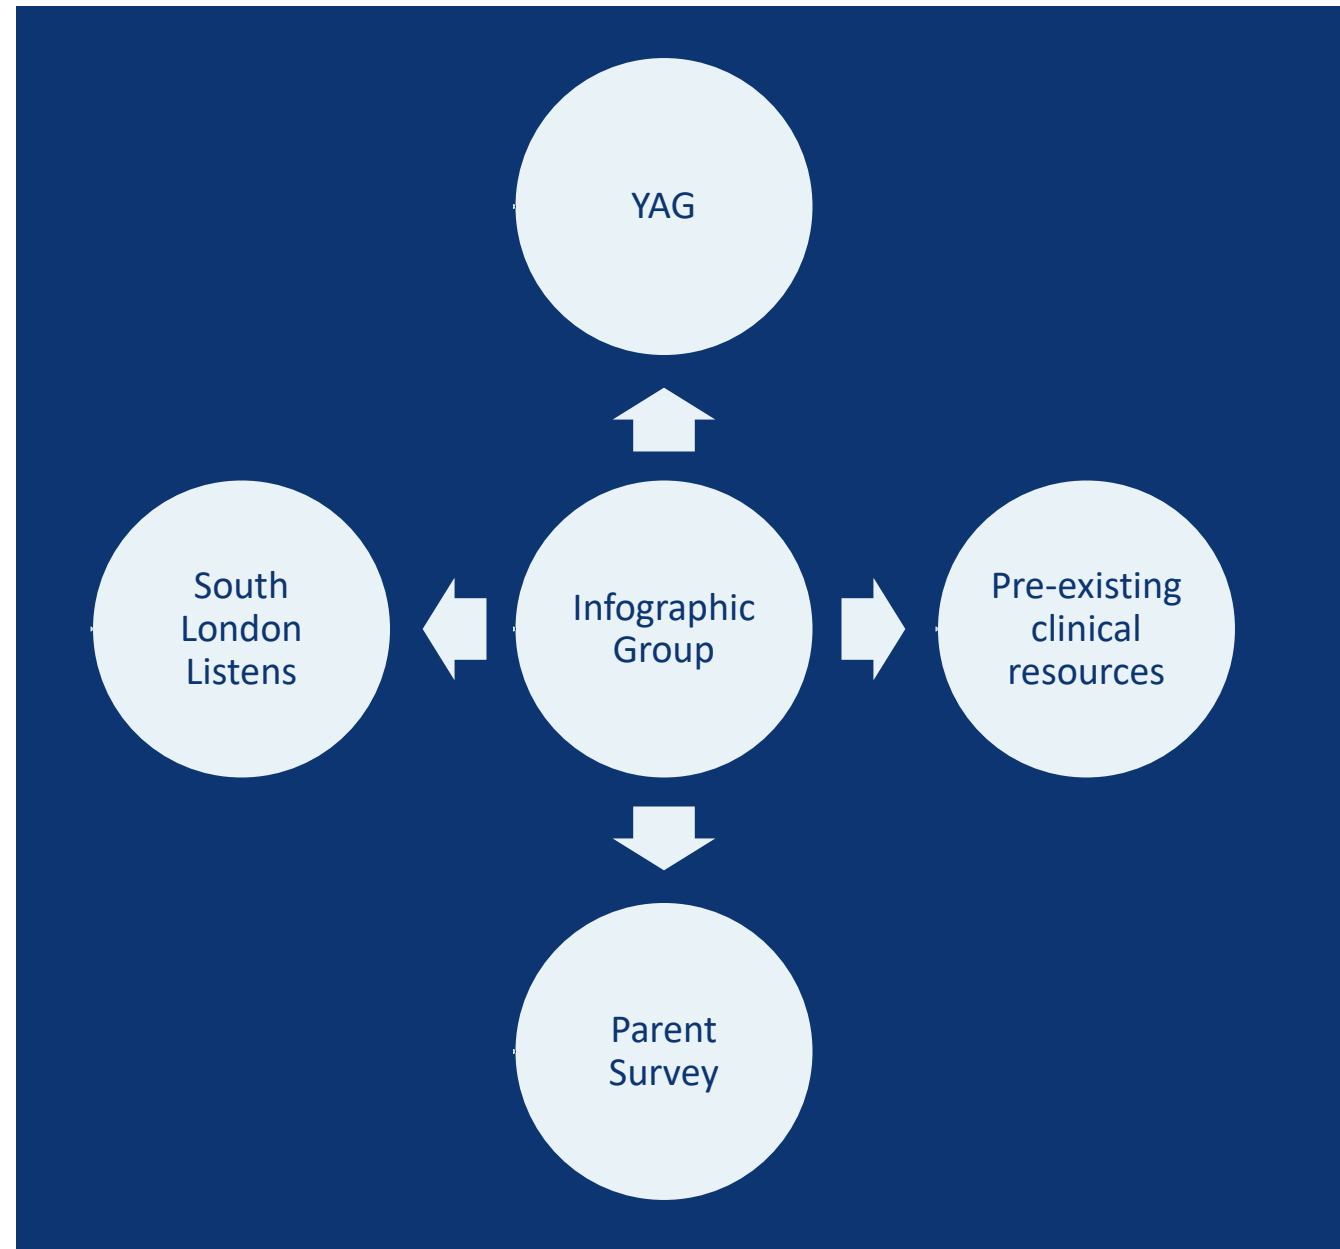 YAG
South
London
Listens
Infographic
Group
Pre-existing
clinical
resources
Parent
Survey